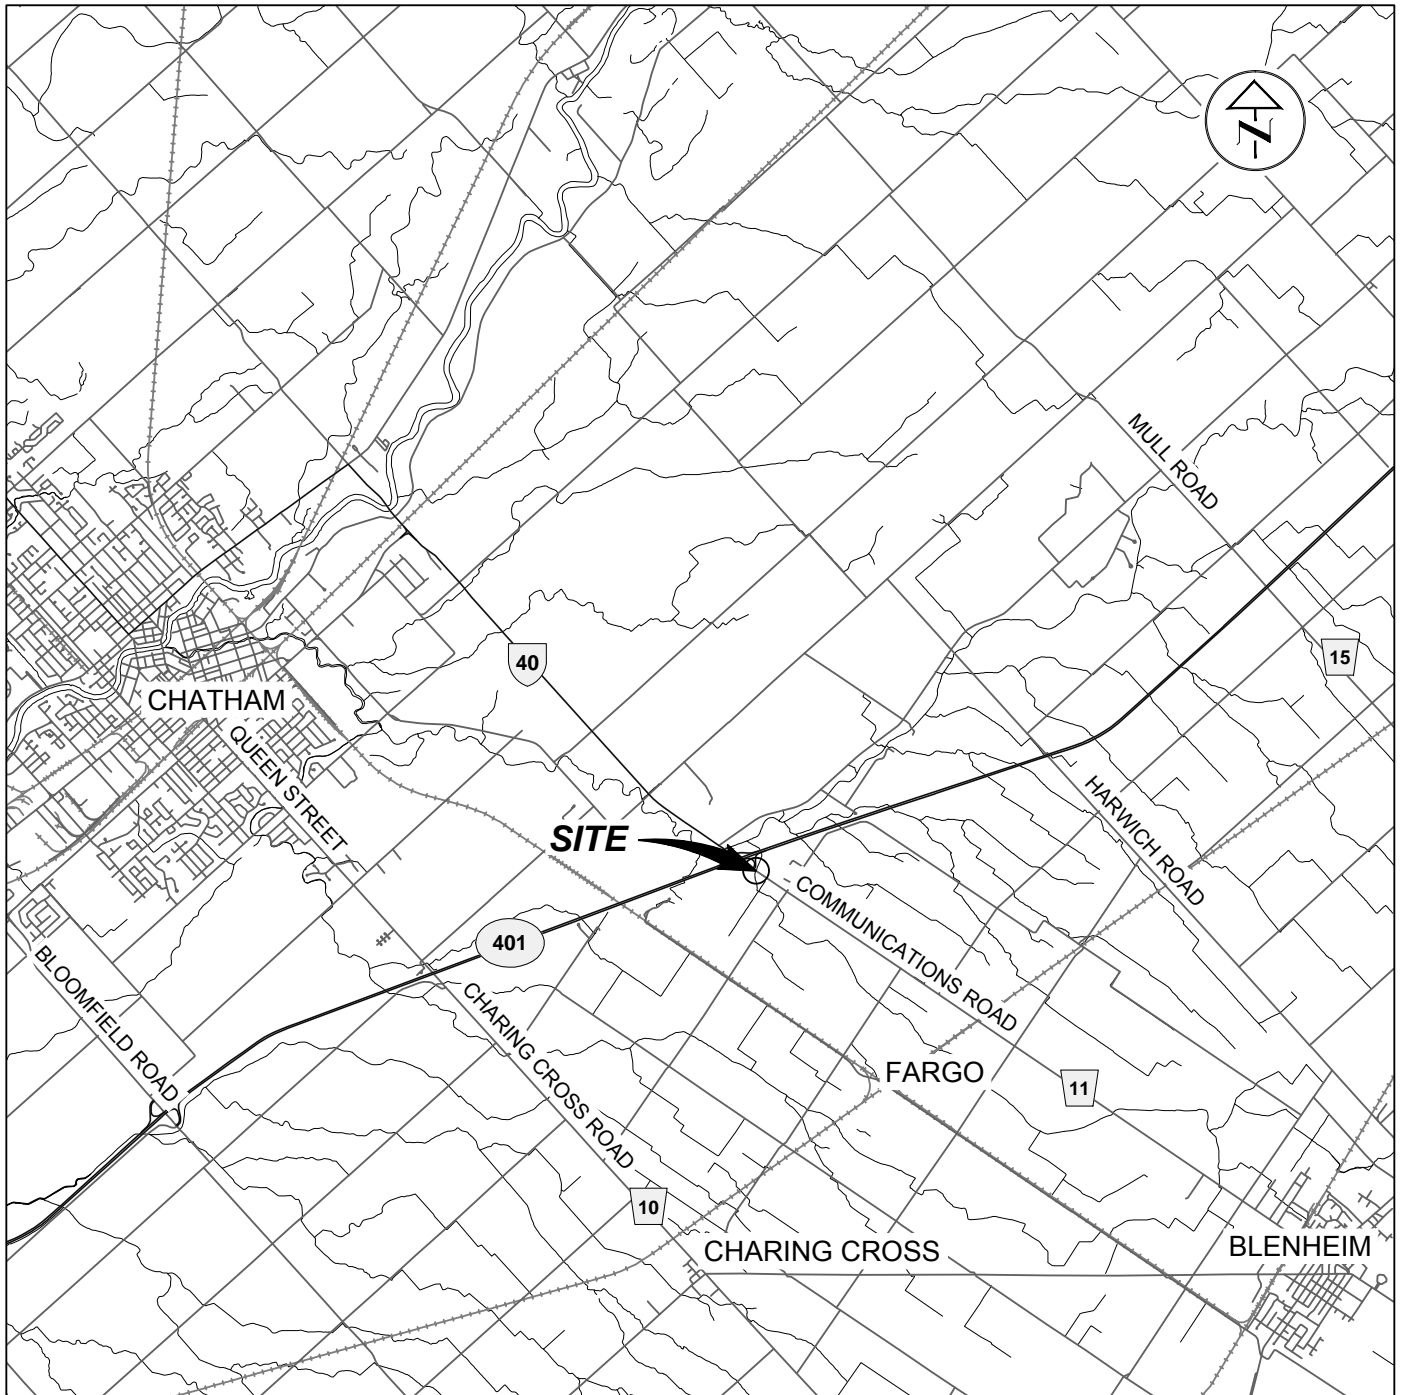 N
MULL ROAD
40
15
CHATHAM
QUEEN STREET
HARWICH ROAD
SITE
COMMUNICATIONS ROAD
401
BLOOMFIELD ROAD
CHARING CROSS ROAD
FARGO
11
10
CHARING CROSS
BLENHEIM